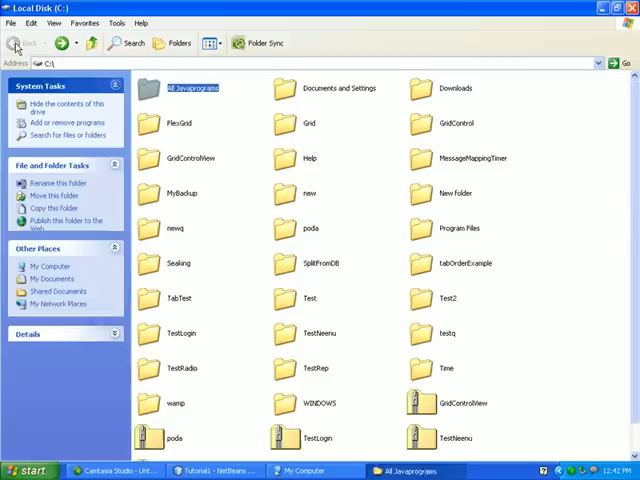 Local Disk (C:)
File Edit View Favorites Tools Help
Back Search Folders Folder Sync
Address C:\ Go
System Tasks
Hide the contents of this
drive
Add or remove programs
Search for files or folders
File and Folder Tasks
Rename this folder
Move this folder
Copy this folder
Publish this folder to the
Web
Other Places
My Computer
My Documents
Shared Documents
My Network Places
Details
All Javaprograms Documents and Settings Downloads
FlexGrid Grid GridControl
GridControlView Help MessageMappingTimer
MyBackup new New folder
newq poda Program Files
Seaking SplitFromDB tabOrderExample
TabTest Test Test2
TestLogin TestNeenu testq
TestRadio TestRep Time
wamp WINDOWS GridControlView
poda TestLogin TestNeenu
start Camtasia Studio - Unt... Tutorial1 - NetBeans ... My Computer All Javaprograms 12:42 PM